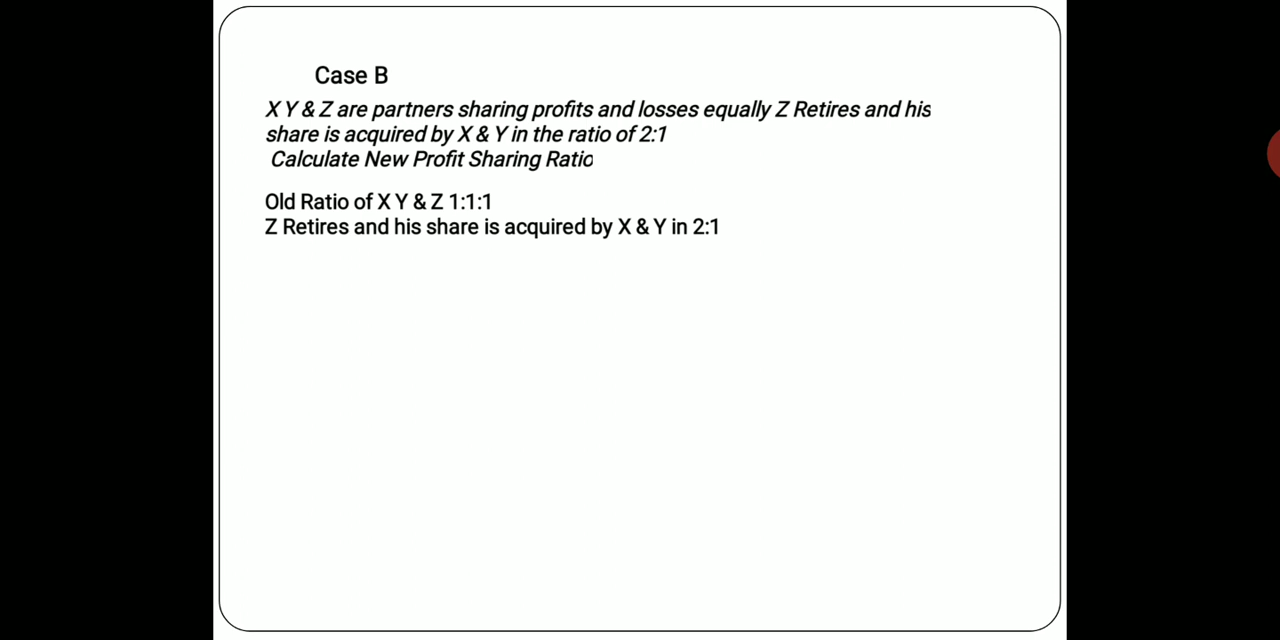 Case B
X Y & Z are partners sharing profits and losses equally Z Retires and his
share is acquired by X & Y in the ratio of 2:1
Calculate New Profit Sharing Ratio
Old Ratio of X Y & Z 1:1:1
Z Retires and his share is acquired by X & Y in 2:1